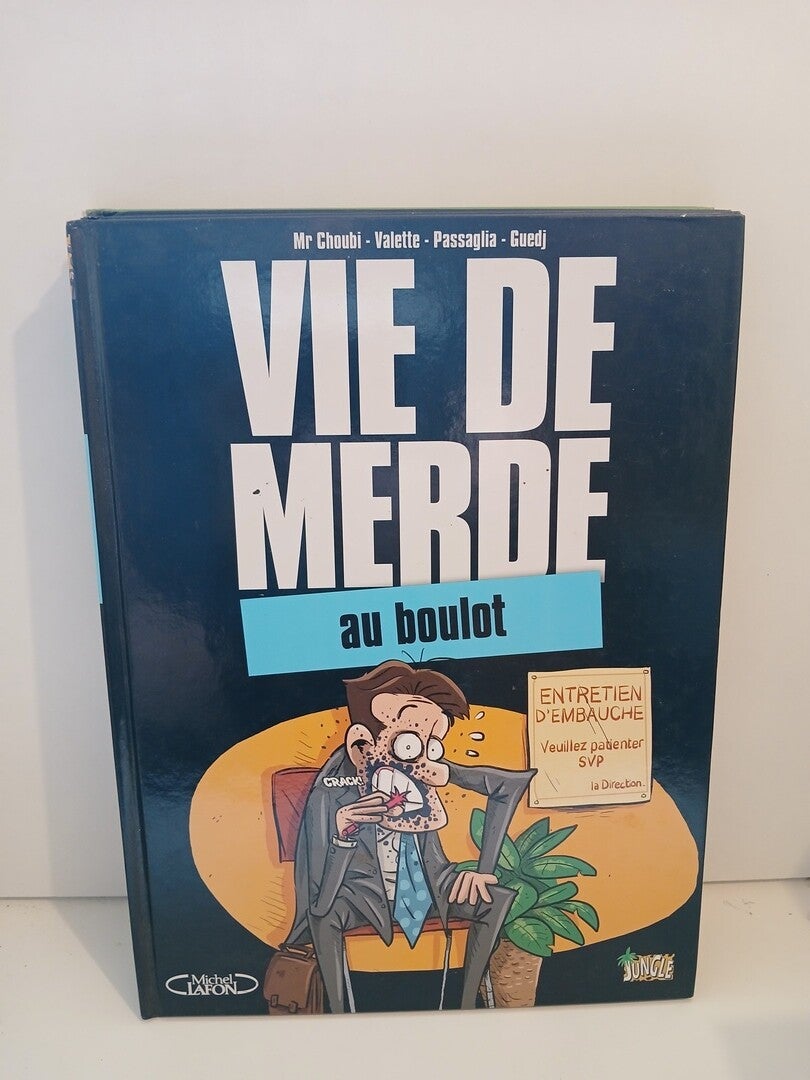 Mr Choubi - Valette - Passaglia - Guedj
VIE DE
MERDE
au boulot
ENTRETIEN
D'EMBAUCHE
Veuillez patienter
SVP
la Direction.
CRACK!
Michel
LAFON
JUNGLE